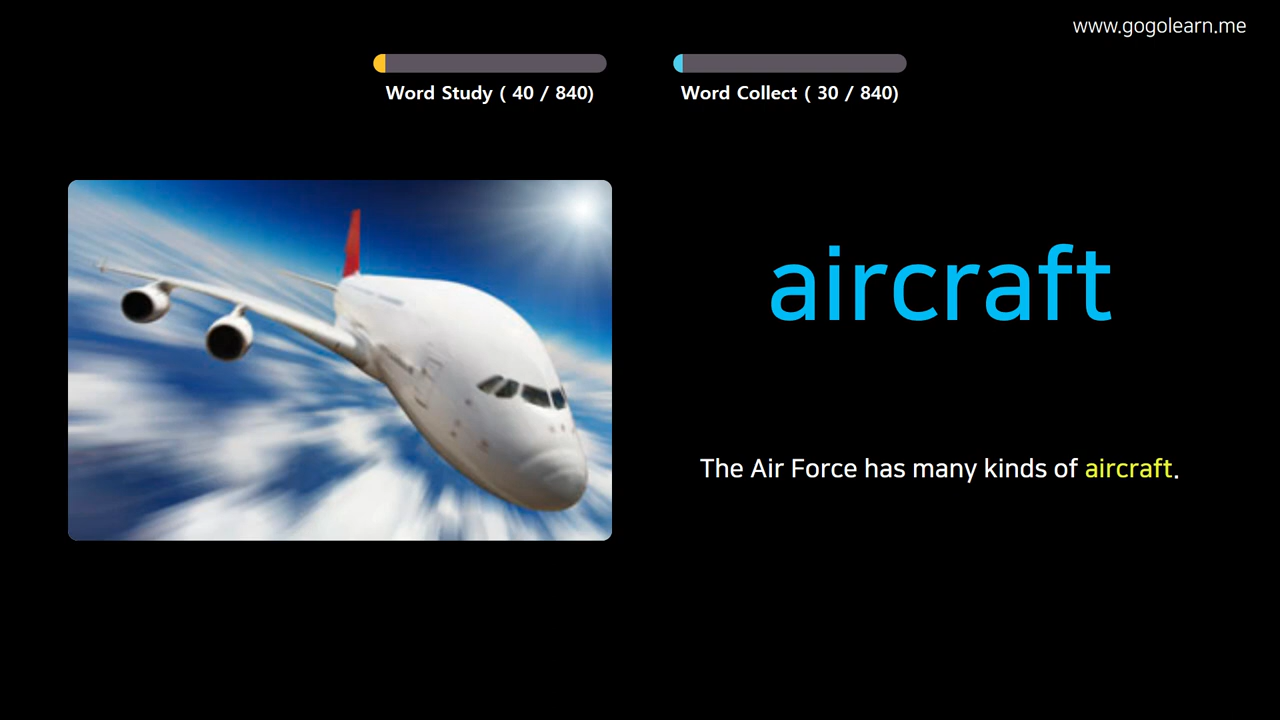 www.gogolearn.me
Word Study ( 40 / 840)
Word Collect ( 30 / 840)
aircraft
The Air Force has many kinds of aircraft.